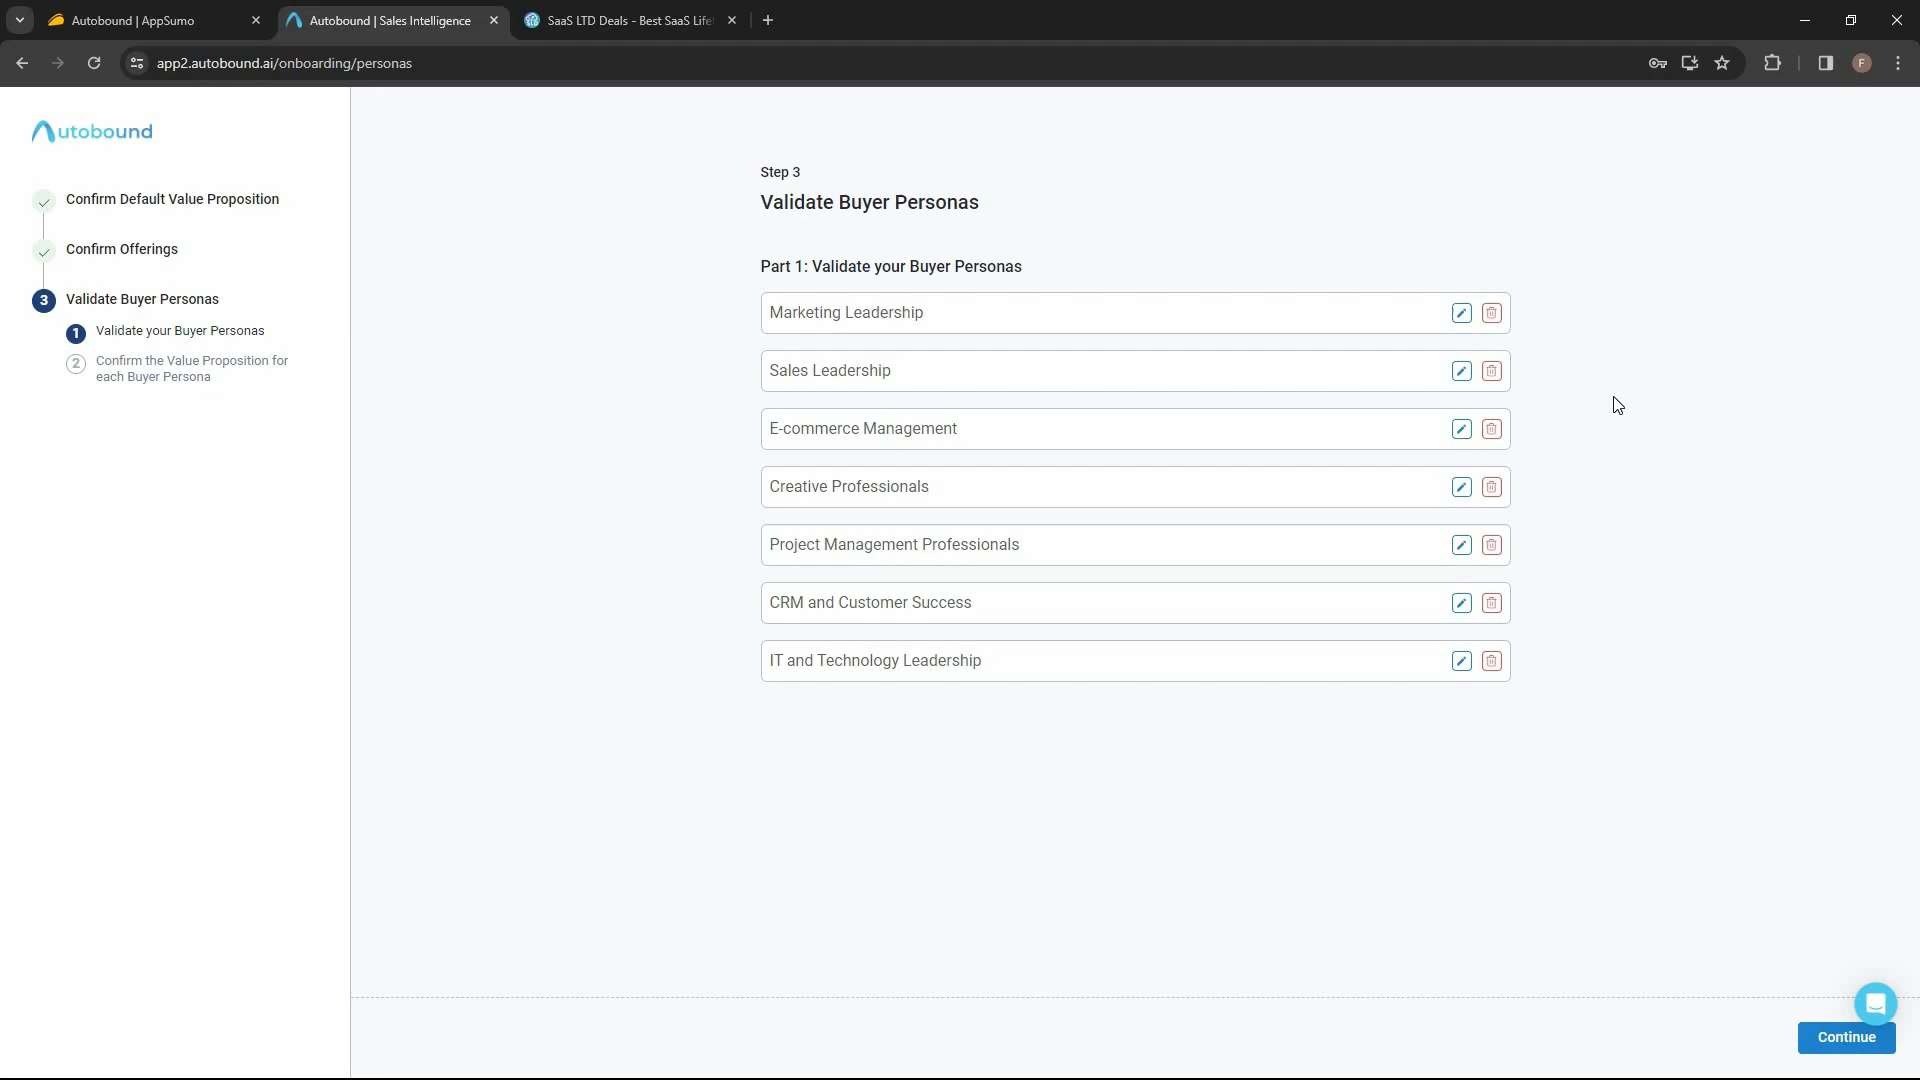 Autobound | AppSumo
Autobound | Sales Intelligence
SaaS LTD Deals - Best SaaS Life
app2.autobound.ai/onboarding/personas
F
Autobound
Confirm Default Value Proposition
Confirm Offerings
3 Validate Buyer Personas
1 Validate your Buyer Personas
2 Confirm the Value Proposition for
each Buyer Persona
Step 3
Validate Buyer Personas
Part 1: Validate your Buyer Personas
Marketing Leadership
Sales Leadership
E-commerce Management
Creative Professionals
Project Management Professionals
CRM and Customer Success
IT and Technology Leadership
Continue